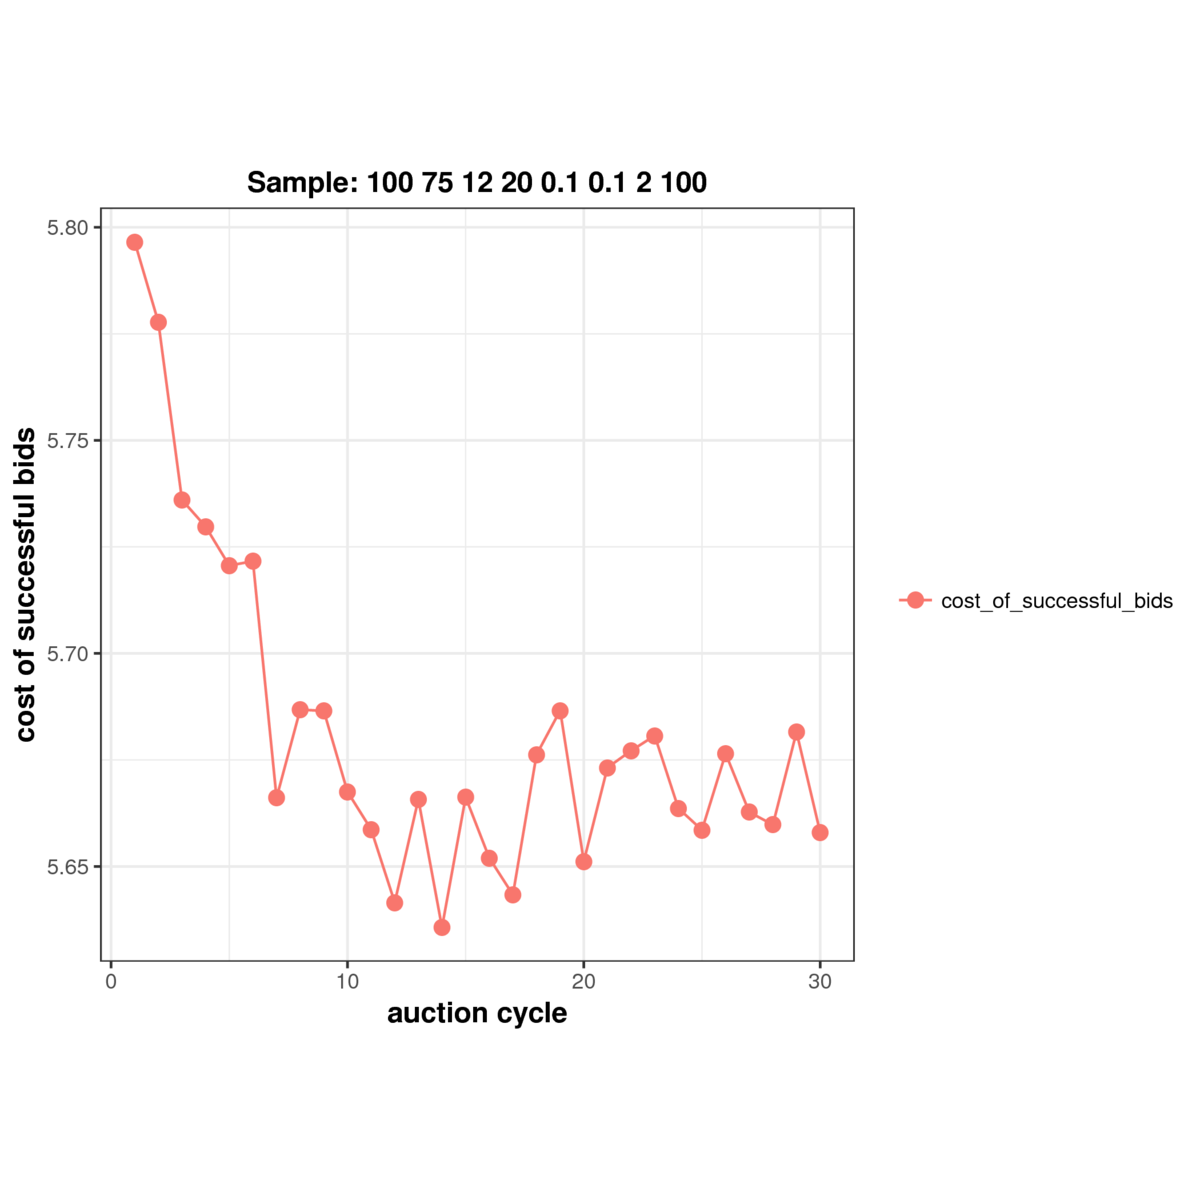 Sample: 100 75 12 20 0.1 0.1 2 100
5.80
5.75
5.70
5.65
cost of successful bids
0 10 20 30
auction cycle
cost_of_successful_bids